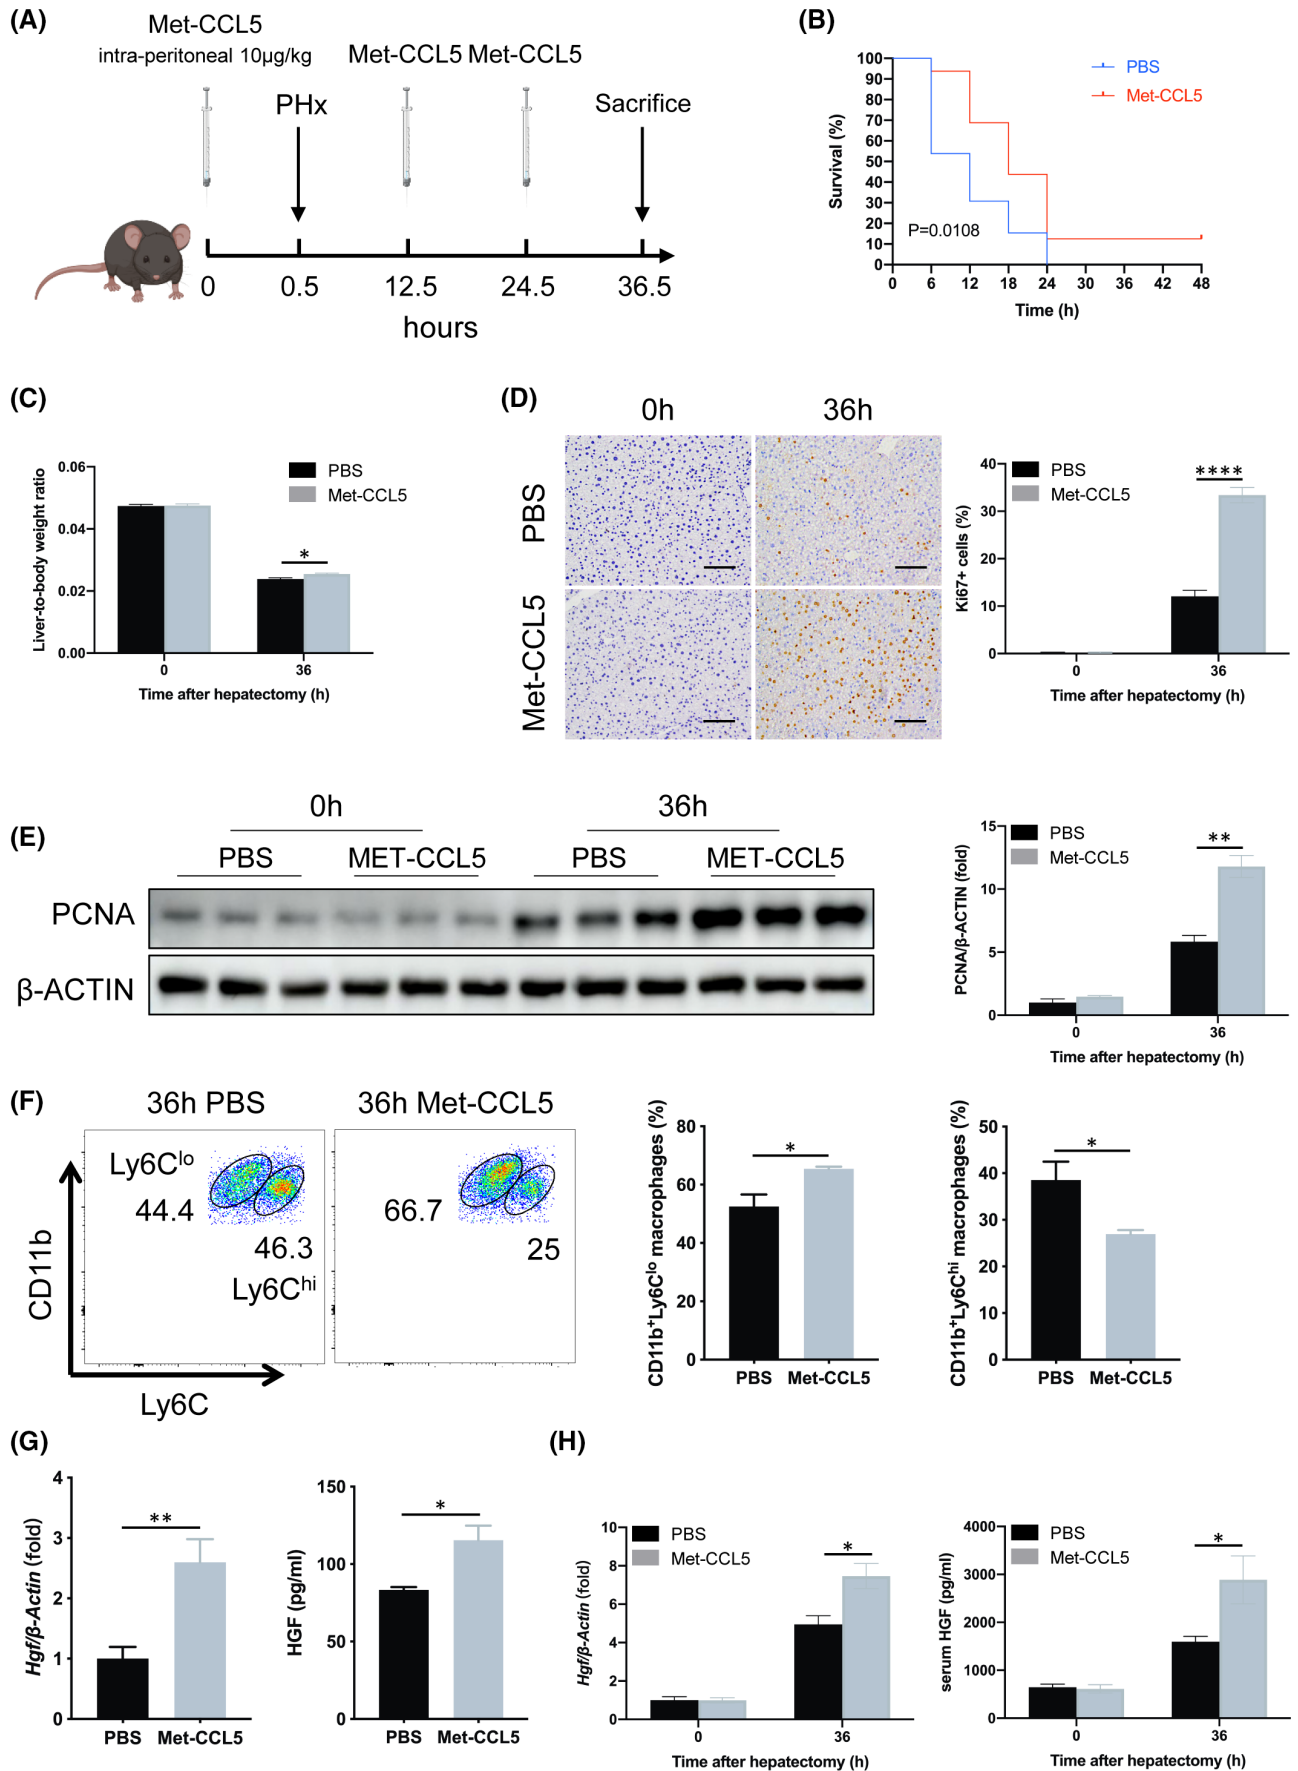 (A)
Met-CCL5
intra-peritoneal 10μg/kg
Met-CCL5 Met-CCL5
PHx
Sacrifice
0 0.5 12.5 24.5 36.5
hours
(B)
Survival (%)
100
90
80
70
60
50
40
30
20
10
0
PBS
Met-CCL5
P=0.0108
0 6 12 18 24 30 36 42 48
Time (h)
(C)
Liver-to-body weight ratio
0.06
0.04
0.02
0.00
PBS
Met-CCL5
*
0 36
Time after hepatectomy (h)
(D)
0h 36h
PBS
Met-CCL5
Ki67+ cells (%)
40
30
20
10
0
PBS
Met-CCL5
****
0 36
Time after hepatectomy (h)
(E)
0h 36h
PBS MET-CCL5 PBS MET-CCL5
PCNA
β-ACTIN
PCNA/β-ACTIN (fold)
15
10
5
0
PBS
Met-CCL5
**
0 36
Time after hepatectomy (h)
(F)
36h PBS 36h Met-CCL5
CD11b
Ly6C
Ly6Clo
44.4
46.3
Ly6Chi
66.7
25
CD11b+Ly6Clo macrophages (%)
80
60
40
20
0
*
PBS Met-CCL5
CD11b+Ly6Chi macrophages (%)
50
40
30
20
10
0
*
PBS Met-CCL5
(G)
Hgf/β-Actin (fold)
4
3
2
1
0
**
PBS Met-CCL5
HGF (pg/ml)
150
100
50
0
*
PBS Met-CCL5
(H)
Hgf/β-Actin (fold)
10
8
6
4
2
0
PBS
Met-CCL5
*
0 36
Time after hepatectomy (h)
serum HGF (pg/ml)
4000
3000
2000
1000
0
PBS
Met-CCL5
*
0 36
Time after hepatectomy (h)